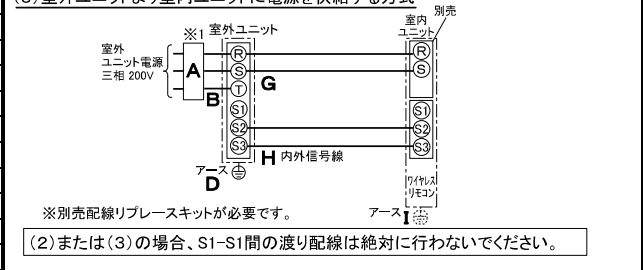 (3)室外ユニットより室内ユニットに電源を供給する方式
別売
※1 室外ユニット
室内
ユニット
室外
ユニット電源
三相 200V
A
B
R
S
T
S1
S2
S3
G
R
S
S1
S2
S3
H 内外信号線
アース
D
ワイヤレス
リモコン
※別売配線リプレースキットが必要です。
アース I
(2)または(3)の場合、S1-S1間の渡り配線は絶対に行わないでください。